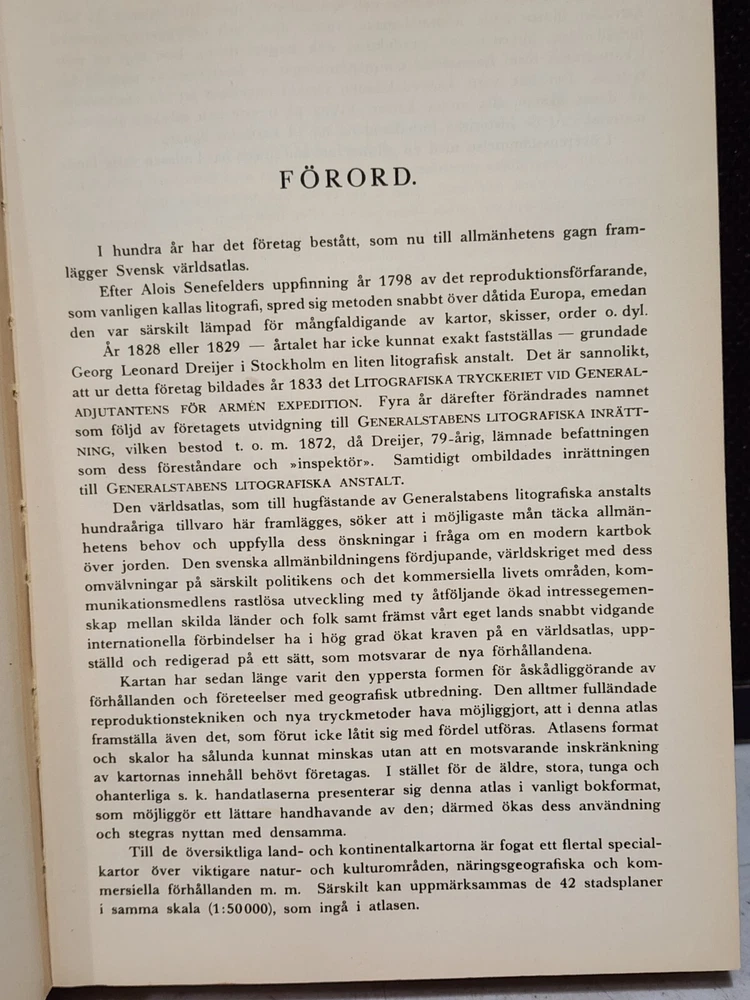 FÖRORD.
I hundra år har det företag bestått, som nu till allmänhetens gagn fram-
lägger Svensk världsatlas.
Efter Alois Senefelders uppfinning år 1798 av det reproduktionsförfarande,
som vanligen kallas litografi, spred sig metoden snabbt över dåtida Europa, emedan
den var särskilt lämpad för mångfaldigande av kartor, skisser, order o. dyl.
År 1828 eller 1829 — årtalet har icke kunnat exakt fastställas — grundade
Georg Leonard Dreijer i Stockholm en liten litografisk anstalt. Det är sannolikt,
att ur detta företag bildades år 1833 det LITOGRAFISKA TRYCKERIET VID GENERAL-
ADJUTANTENS FÖR ARMÉN EXPEDITION. Fyra år därefter förändrades namnet
som följd av företagets utvidgning till GENERALSTABENS LITOGRAFISKA INRÄTT-
NING, vilken bestod t. o. m. 1872, då Dreijer, 79-årig, lämnade befattningen
som dess föreståndare och »inspektör». Samtidigt ombildades inrättningen
till GENERALSTABENS LITOGRAFISKA ANSTALT.
Den världsatlas, som till hugfästande av Generalstabens litografiska anstalts
hundraåriga tillvaro här framlägges, söker att i möjligaste mån täcka allmän-
hetens behov och uppfylla dess önskningar i fråga om en modern kartbok
över jorden. Den svenska allmänbildningens fördjupande, världskriget med dess
omvälvningar på särskilt politikens och det kommersiella livets områden, kom-
munikationsmedlens rastlösa utveckling med ty åtföljande ökad intressegemen-
skap mellan skilda länder och folk samt främst vårt eget lands snabbt vidgande
internationella förbindelser ha i hög grad ökat kraven på en världsatlas, upp-
ställd och redigerad på ett sätt, som motsvarar de nya förhållandena.
Kartan har sedan länge varit den yppersta formen för åskådliggörande av
förhållanden och företeelser med geografisk utbredning. Den alltmer fulländade
reproduktionstekniken och nya tryckmetoder hava möjliggjort, att i denna atlas
framställa även det, som förut icke låtit sig med fördel utföras. Atlasens format
och skalor ha sålunda kunnat minskas utan att en motsvarande inskränkning
av kartornas innehåll behövt företagas. I stället för de äldre, stora, tunga och
ohanterliga s. k. handatlaserna presenterar sig denna atlas i vanligt bokformat,
som möjliggör ett lättare handhavande av den; därmed ökas dess användning
och stegras nyttan med densamma.
Till de översiktliga land- och kontinentalkartorna är fogat ett flertal special-
kartor över viktigare natur- och kulturområden, näringsgeografiska och kom-
mersiella förhållanden m. m. Särskilt kan uppmärksammas de 42 stadsplaner
i samma skala (1:50000), som ingå i atlasen.